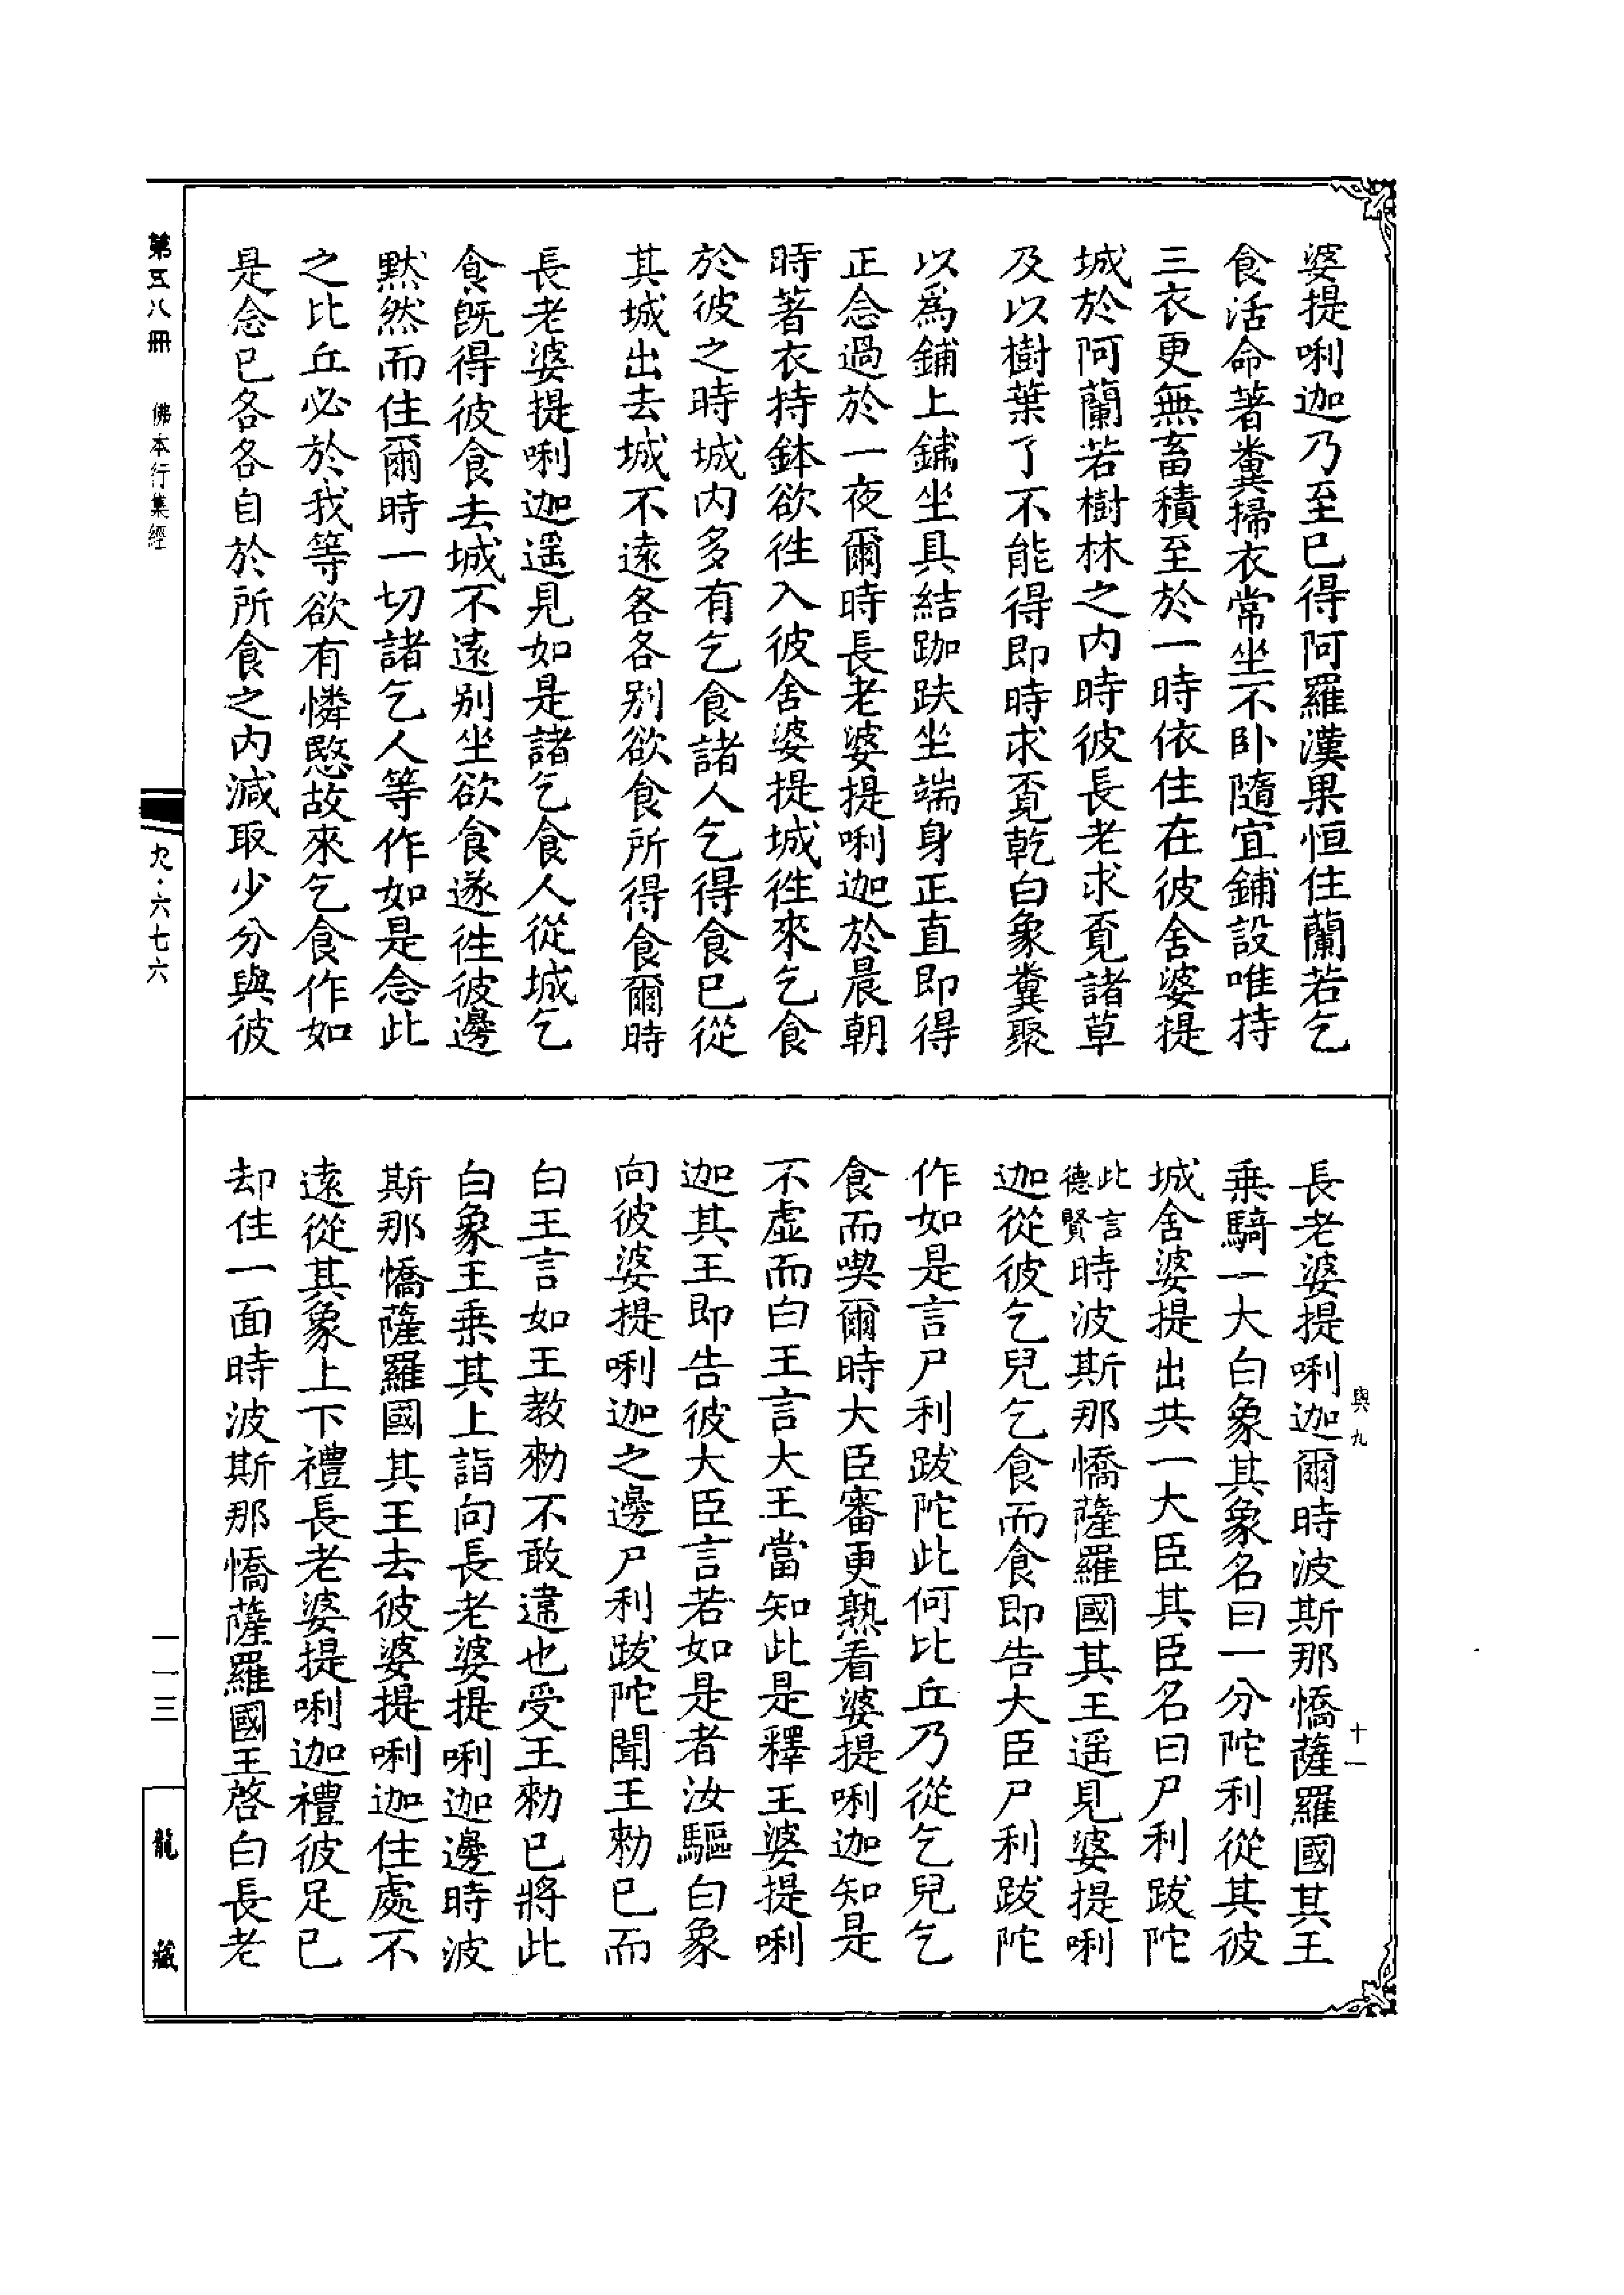 婆提唎迦乃至已得阿羅漢果恒住蘭若乞
食活命著糞掃衣常坐不卧隨宜鋪設唯持
三衣更無畜積至於一時依住在彼舍婆提
城於阿蘭若樹林之内時彼長老求覓諸草
及以樹葉了不能得即時求覓乾白象糞聚
以爲鋪上鋪坐具結跏趺坐端身正直即得
正念過於一夜爾時長老婆提唎迦於晨朝
時著衣持鉢欲徃入彼舍婆提城徃來乞食
於彼之時城内多有乞食諸人乞得食已從
其城出去城不遠各各别欲食所得食爾時
長老婆提唎迦遥見如是諸乞食人從城乞
食既得彼食去城不遠别坐欲食遂徃彼邊
默然而住爾時一切諸乞人等作如是念此
之比丘必於我等欲有憐愍故來乞食作如
是念已各各自於所食之内減取少分與彼
長老婆提唎迦爾時波斯那憍薩羅國其王
乗騎一大白象其象名曰一分陀利從其彼
城舍婆提出共一大臣其臣名曰尸利跋陀
此言德賢時波斯那憍薩羅國其王遥見婆提唎
迦從彼乞兒乞食而食即告大臣尸利跋陀
作如是言尸利跋陀此何比丘乃從乞兒乞
食而喫爾時大臣審更熟看婆提唎迦知是
不虚而白王言大王當知此是釋王婆提唎
迦其王即告彼大臣言若如是者汝驅白象
向彼婆提唎迦之邊尸利跋陀聞王勑已而
白王言如王教勑不敢違也受王勑已將此
白象王乗其上詣向長老婆提唎迦邊時波
斯那憍薩羅國其王去彼婆提唎迦住處不
遠從其象上下禮長老婆提唎迦禮彼足已
却住一面時波斯那憍薩羅國王啓白長老
與九
十一
第五八册
佛本行集經
九·六七六
一一三
龍藏